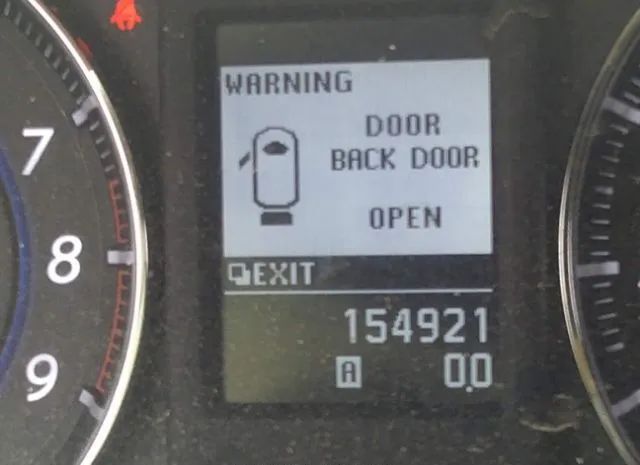 WARNING
DOOR
BACK DOOR
OPEN
EXIT
154921
A 0.0
7
8
9